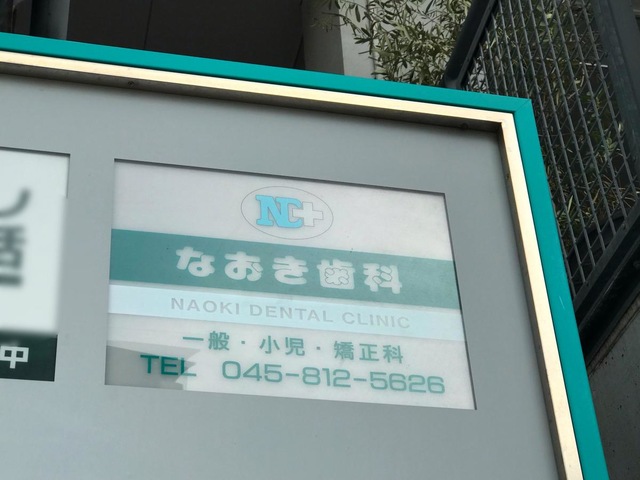 NC+
なおき歯科
NAOKI DENTAL CLINIC
一般・小児・矯正科
TEL 045-812-5626
中